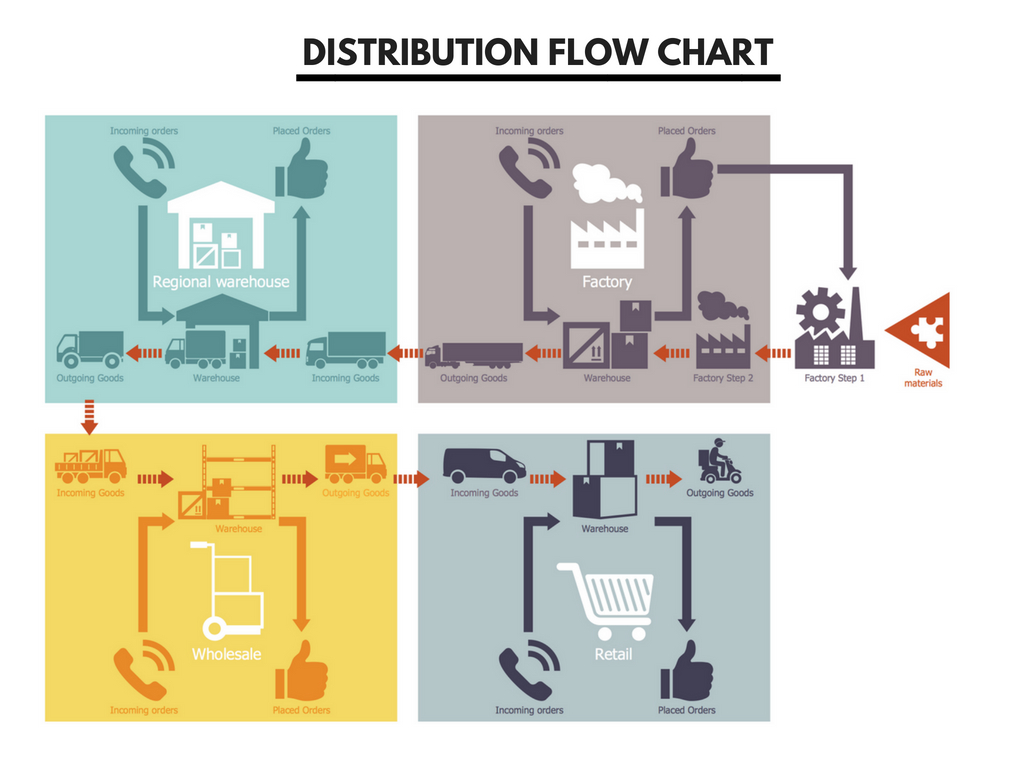 DISTRIBUTION FLOW CHART
Incoming orders
Placed Orders
Regional warehouse
Outgoing Goods
Warehouse
Incoming Goods
Incoming orders
Placed Orders
Factory
Outgoing Goods
Warehouse
Factory Step 2
Factory Step 1
Raw
materials
Incoming Goods
Warehouse
Outgoing Goods
Wholesale
Incoming orders
Placed Orders
Incoming Goods
Warehouse
Outgoing Goods
Retail
Incoming orders
Placed Orders